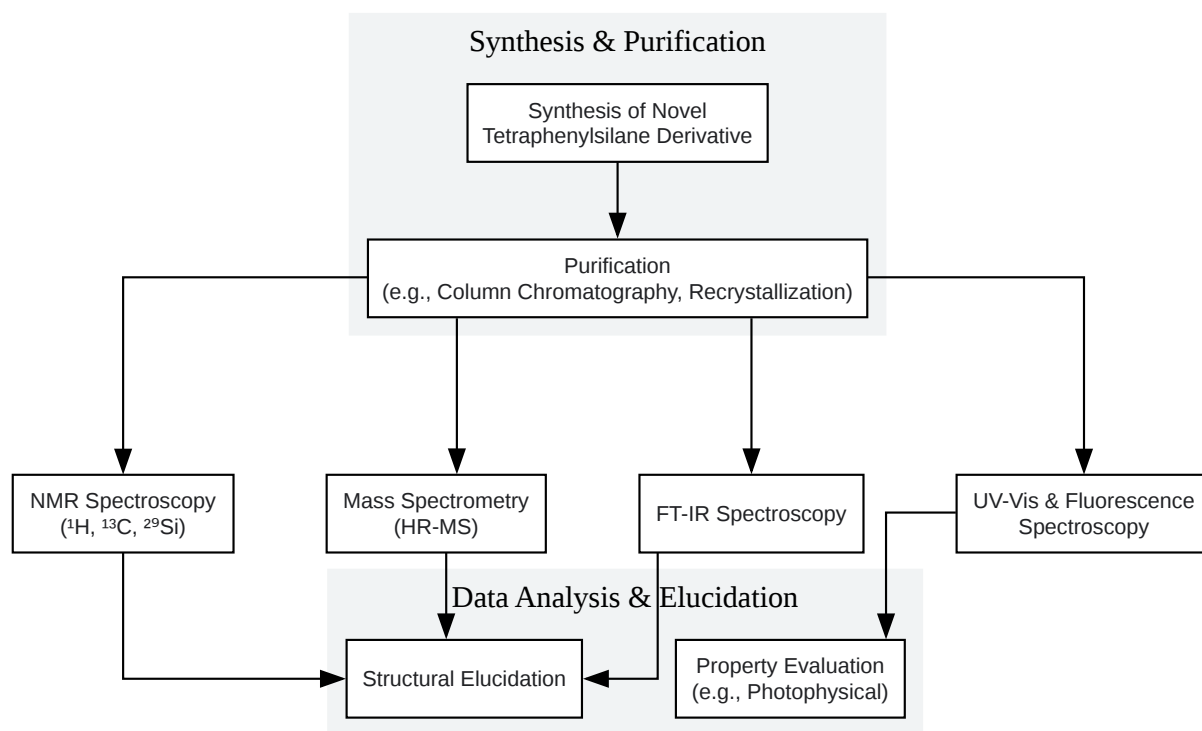 Synthesis & Purification
Synthesis of Novel
Tetraphenylsilane Derivative
Purification
(e.g., Column Chromatography, Recrystallization)
NMR Spectroscopy
(¹H, ¹³C, ²⁹Si)
Mass Spectrometry
(HR-MS)
FT-IR Spectroscopy
UV-Vis & Fluorescence
Spectroscopy
Data Analysis & Elucidation
Structural Elucidation
Property Evaluation
(e.g., Photophysical)